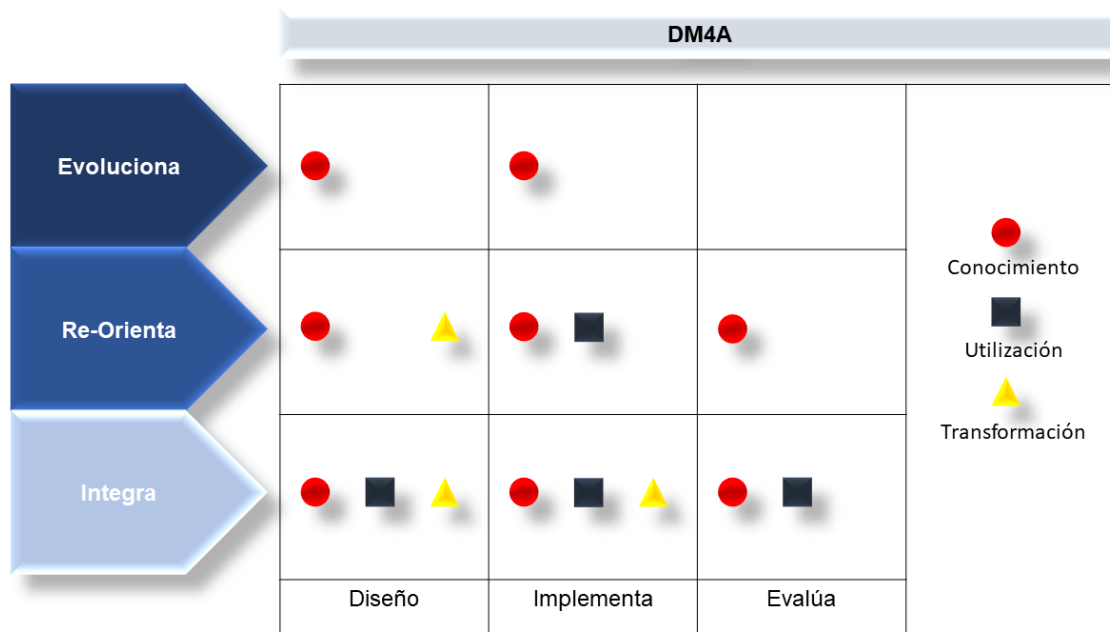 DM4A
Evoluciona
Re-Orienta
Integra
Conocimiento
Utilización
Transformación
Diseño
Implementa
Evalúa